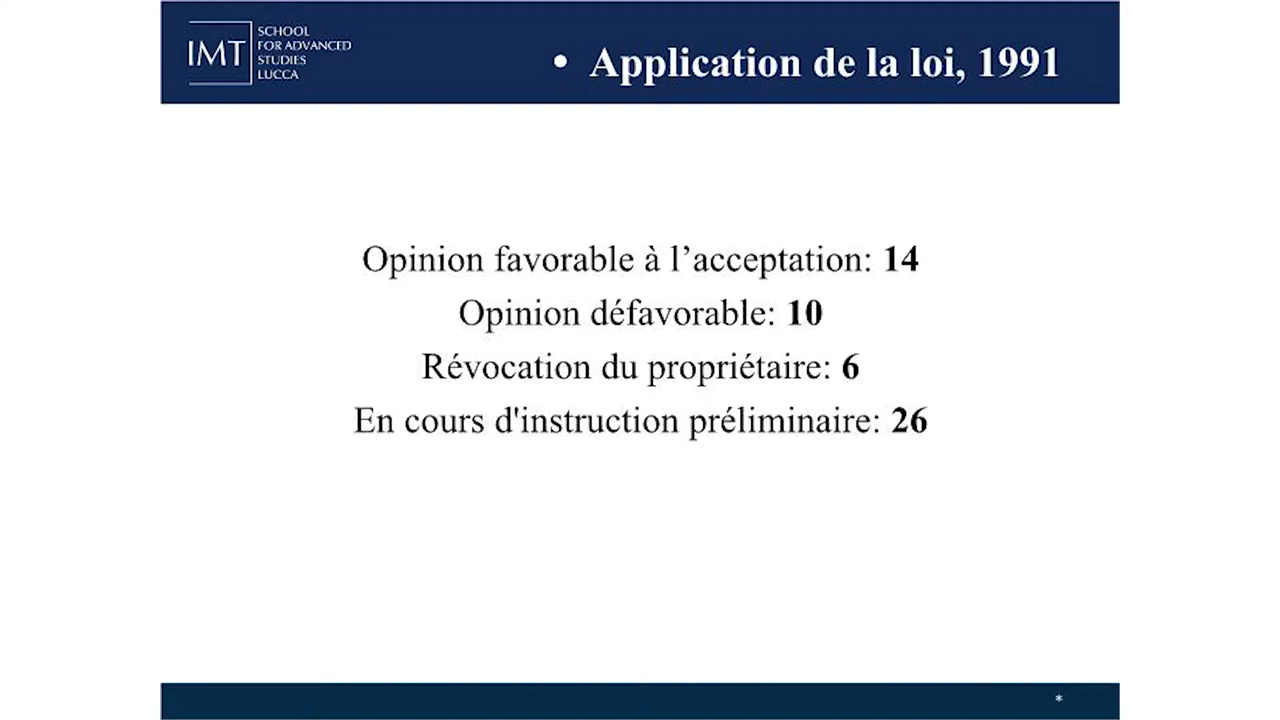 IMT
SCHOOL
FOR ADVANCED
STUDIES
LUCCA
• Application de la loi, 1991
Opinion favorable à l’acceptation: 14
Opinion défavorable: 10
Révocation du propriétaire: 6
En cours d'instruction préliminaire: 26
*